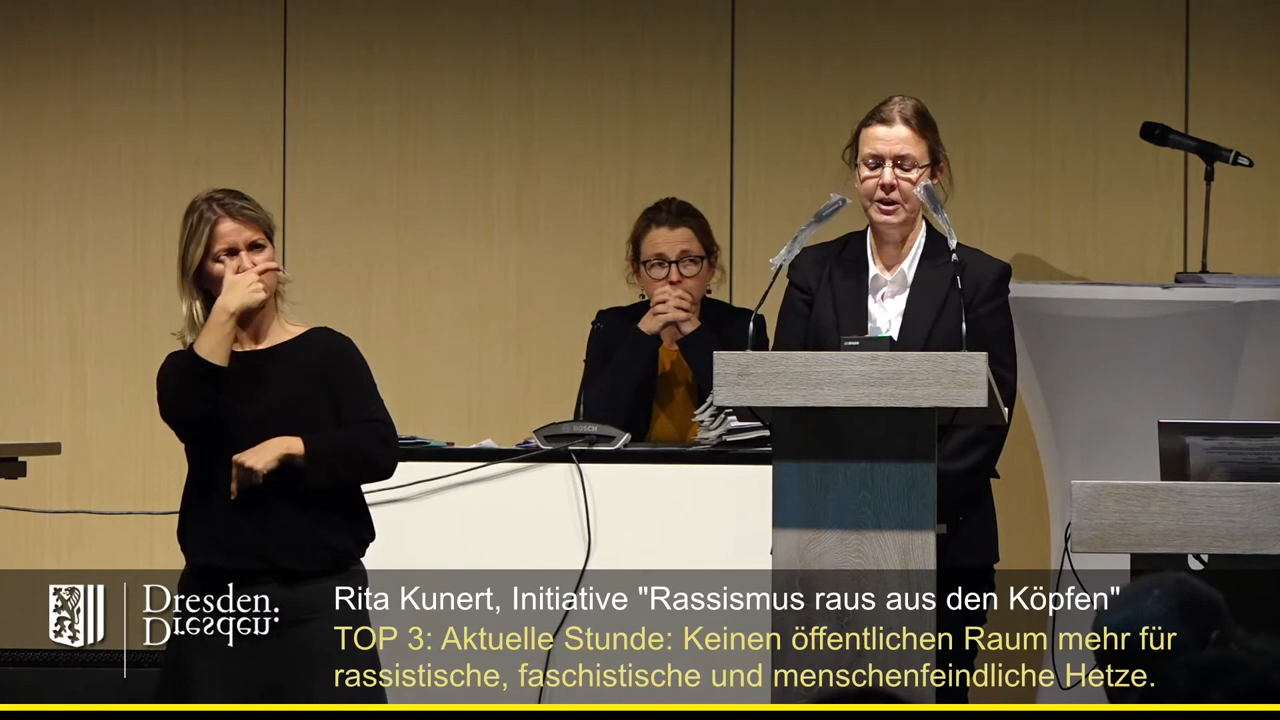 BOSCH
Dresden.
Dresden.
Rita Kunert, Initiative "Rassismus raus aus den Köpfen"
TOP 3: Aktuelle Stunde: Keinen öffentlichen Raum mehr für
rassistische, faschistische und menschenfeindliche Hetze.